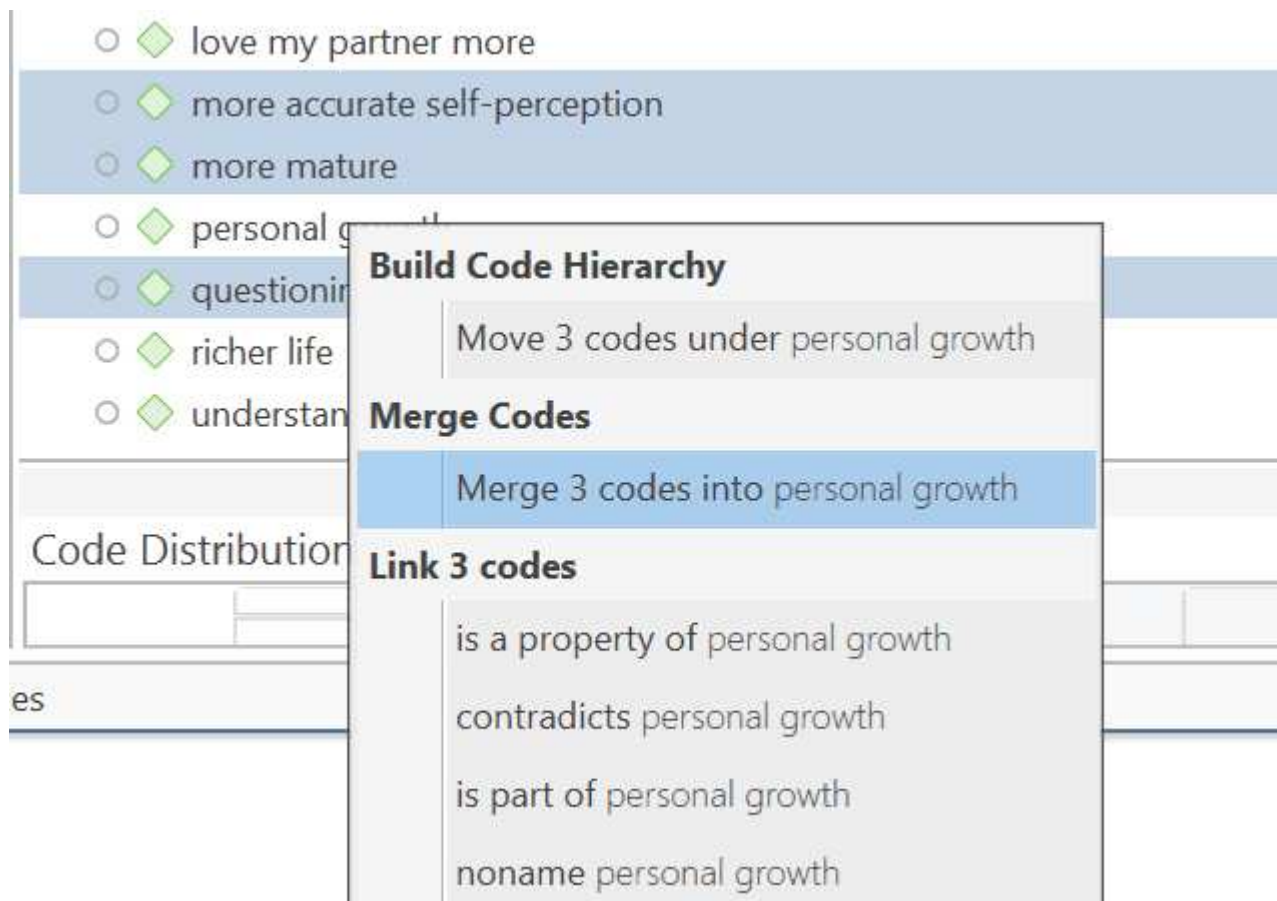 love my partner more
more accurate self-perception
more mature
personal
Build Code Hierarchy
Move 3 codes under personal growth
richer life
Merge Codes
Merge 3 codes into personal growth
Code Distribution
Link 3 codes
is a property of personal growth
es
contradicts personal growth
is part of personal growth
noname personal growth